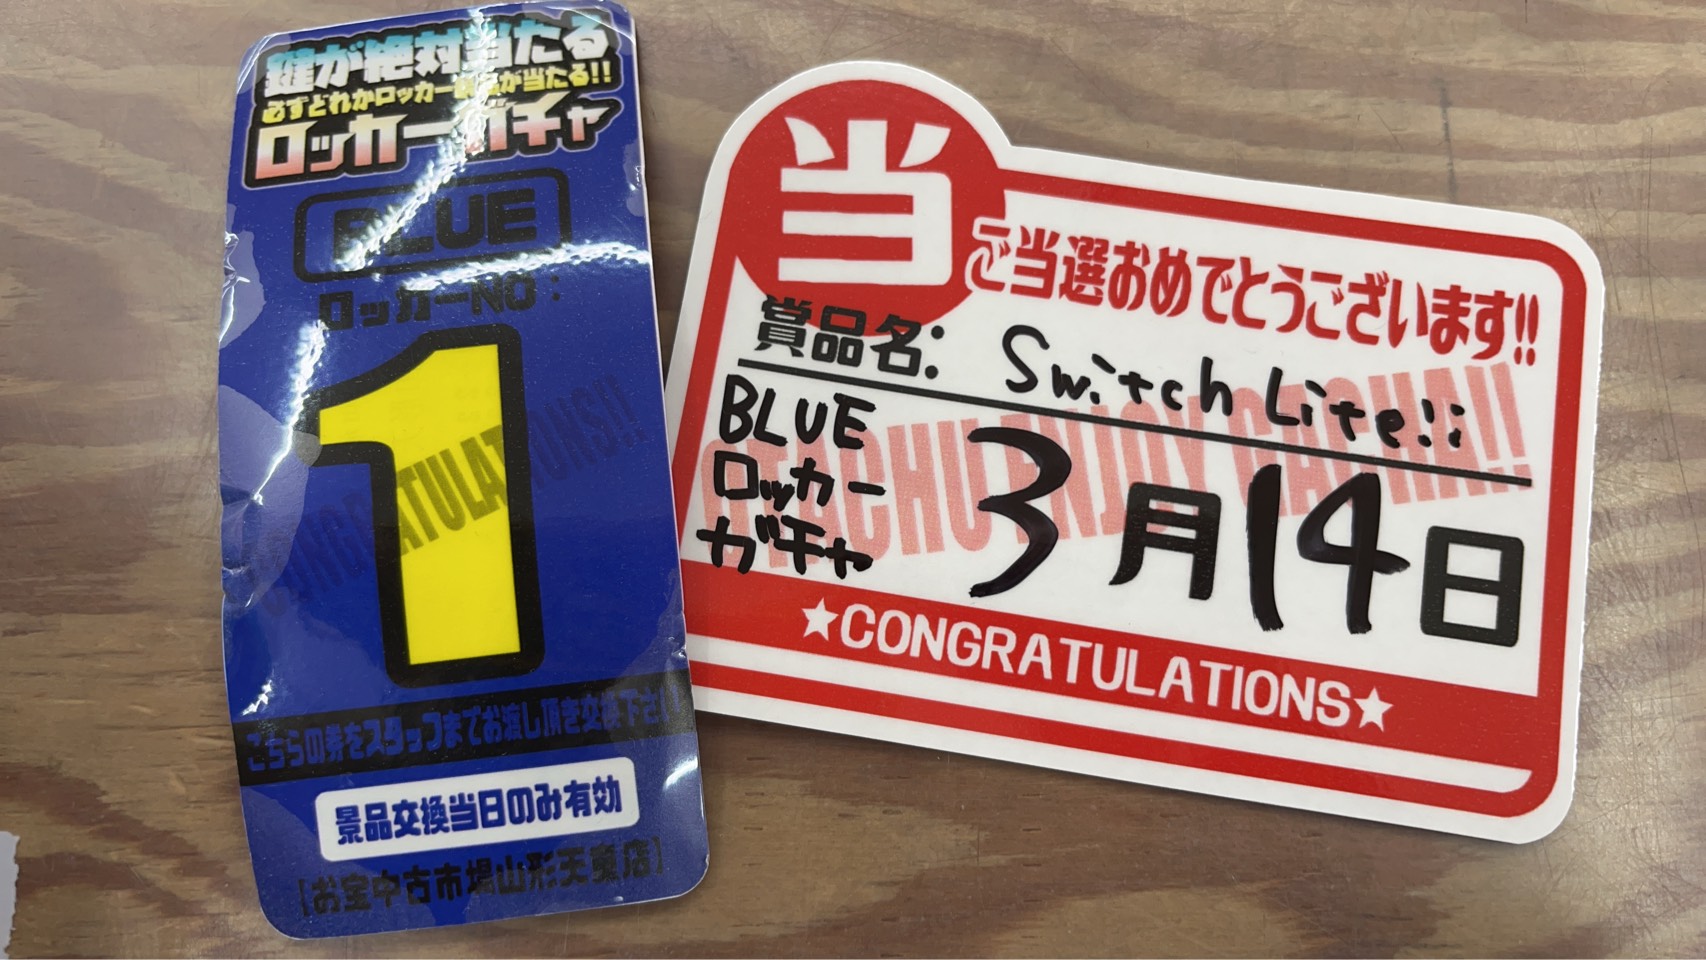 鍵が絶対当たる
必ずどれかロッカー景品が当たる!!
ロッカーガチャ
BLUE
ロッカーNO:
1
CONGRATULATIONS!!
こちらの券をスタッフまでお渡し頂き交換下さい
景品交換当日のみ有効
[お宝中古市場山形天童店]
当
ご当選おめでとうございます!!
賞品名: Switch Lite!!
BLUE
ロッカー
ガチャ
3月14日
ENJOY GACHA!!
★CONGRATULATIONS★